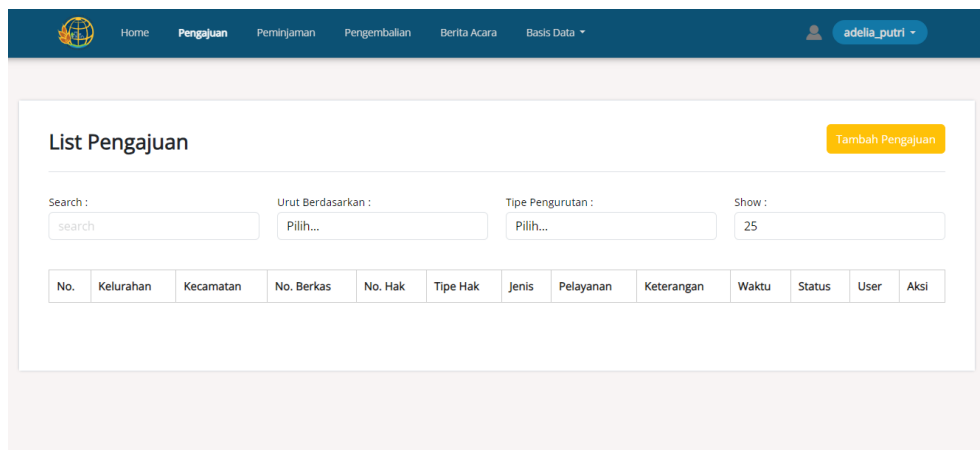 Home Pengajuan Peminjaman Pengembalian Berita Acara Basis Data adelia_putri
List Pengajuan Tambah Pengajuan
Search : Urut Berdasarkan : Tipe Pengurutan : Show :
search Pilih... Pilih... 25
No. Kelurahan Kecamatan No. Berkas No. Hak Tipe Hak Jenis Pelayanan Keterangan Waktu Status User Aksi